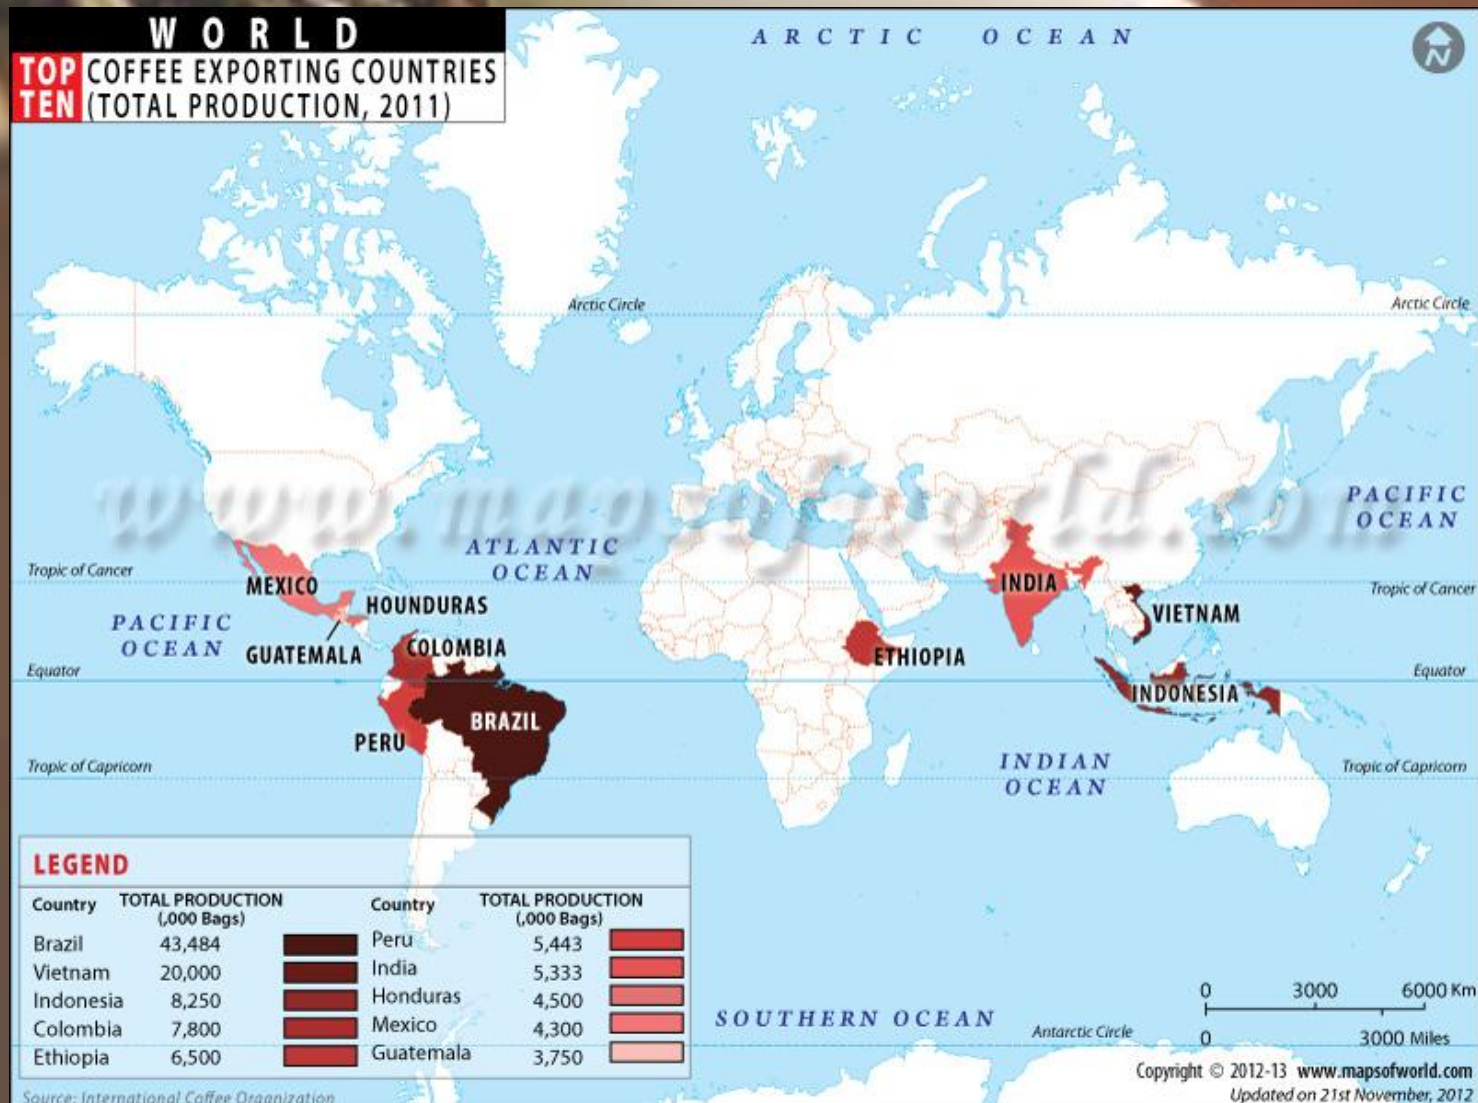 WORLD
TOP TEN COFFEE EXPORTING COUNTRIES
(TOTAL PRODUCTION, 2011)
ARCTIC OCEAN
N
Arctic Circle
Arctic Circle
www.mapsofworld.com
PACIFIC
OCEAN
ATLANTIC
OCEAN
Tropic of Cancer
Tropic of Cancer
MEXICO
HOUNDURAS
INDIA
VIETNAM
PACIFIC
OCEAN
GUATEMALA
COLOMBIA
ETHIOPIA
Equator
Equator
INDONESIA
BRAZIL
PERU
INDIAN
OCEAN
Tropic of Capricorn
Tropic of Capricorn
LEGEND
Country TOTAL PRODUCTION (,000 Bags) Country TOTAL PRODUCTION (,000 Bags)
Brazil 43,484 Peru 5,443
Vietnam 20,000 India 5,333
Indonesia 8,250 Honduras 4,500
Colombia 7,800 Mexico 4,300
Ethiopia 6,500 Guatemala 3,750
SOUTHERN OCEAN
Antarctic Circle
0 3000 6000 Km
0 3000 Miles
Copyright © 2012-13 www.mapsofworld.com
Updated on 21st November, 2012
Source: International Coffee Organization